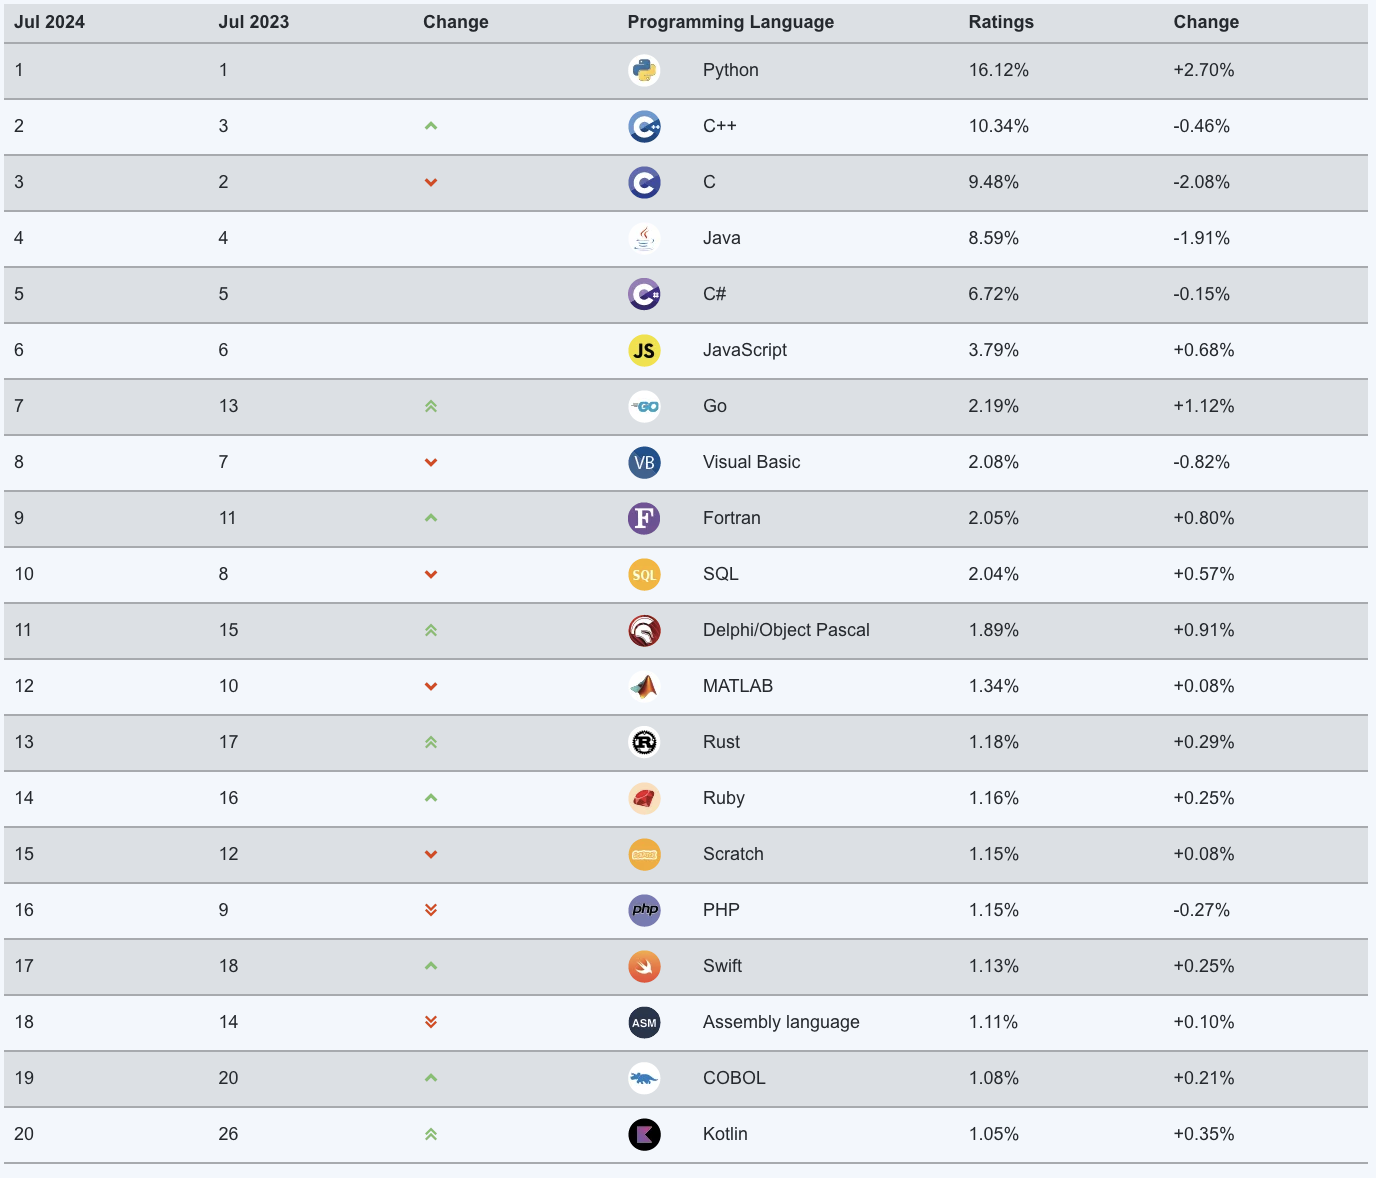 Jul 2024 Jul 2023 Change Programming Language Ratings Change
1 1 Python 16.12% +2.70%
2 3 C++ 10.34% -0.46%
3 2 C 9.48% -2.08%
4 4 Java 8.59% -1.91%
5 5 C# 6.72% -0.15%
6 6 JS JavaScript 3.79% +0.68%
7 13 GO Go 2.19% +1.12%
8 7 VB Visual Basic 2.08% -0.82%
9 11 F Fortran 2.05% +0.80%
10 8 SQL SQL 2.04% +0.57%
11 15 Delphi/Object Pascal 1.89% +0.91%
12 10 MATLAB 1.34% +0.08%
13 17 R Rust 1.18% +0.29%
14 16 Ruby 1.16% +0.25%
15 12 Scratch 1.15% +0.08%
16 9 php PHP 1.15% -0.27%
17 18 Swift 1.13% +0.25%
18 14 ASM Assembly language 1.11% +0.10%
19 20 COBOL 1.08% +0.21%
20 26 Kotlin 1.05% +0.35%